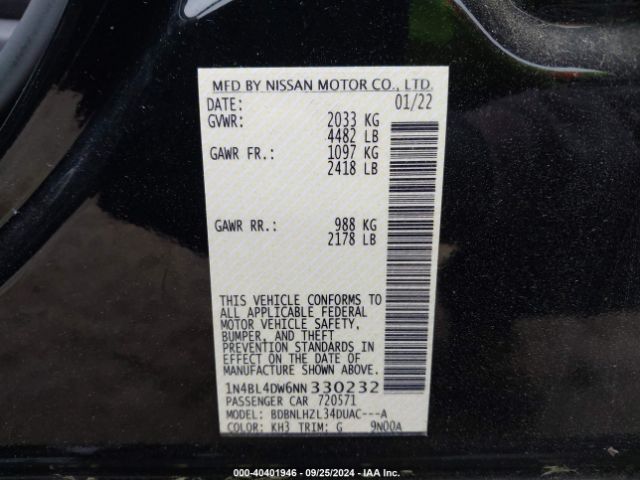 MFD BY NISSAN MOTOR CO., LTD.
DATE: 01/22
GVWR: 2033 KG
4482 LB
GAWR FR.: 1097 KG
2418 LB
GAWR RR.: 988 KG
2178 LB
THIS VEHICLE CONFORMS TO
ALL APPLICABLE FEDERAL
MOTOR VEHICLE SAFETY,
BUMPER, AND THEFT
PREVENTION STANDARDS IN
EFFECT ON THE DATE OF
MANUFACTURE SHOWN ABOVE.
1N4BL4DW6NN330232
PASSENGER CAR 720571
MODEL: BDBNLHZL34DUAC---A
COLOR: KH3 TRIM: G 9N00A
000-40401946 - 09/25/2024 - IAA Inc.